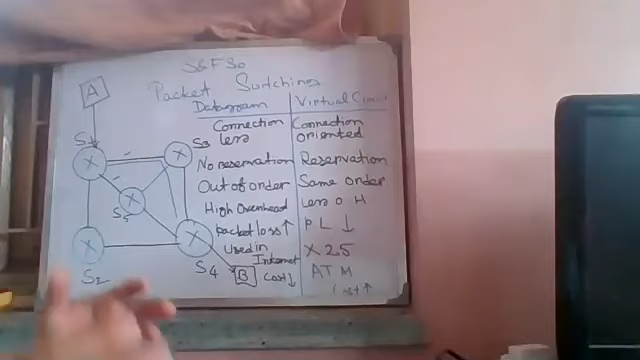 Packet Switching
A
Datagram
Virtual Circuit
Connection less
Connection oriented
No reservation
Reservation
Out of order
Same order
High Overhead
Less O H
packet loss ↑
P L ↓
Used in Internet
X 25
ATM
Cost ↓
Cost ↑
S3
S5
S2
S4
B